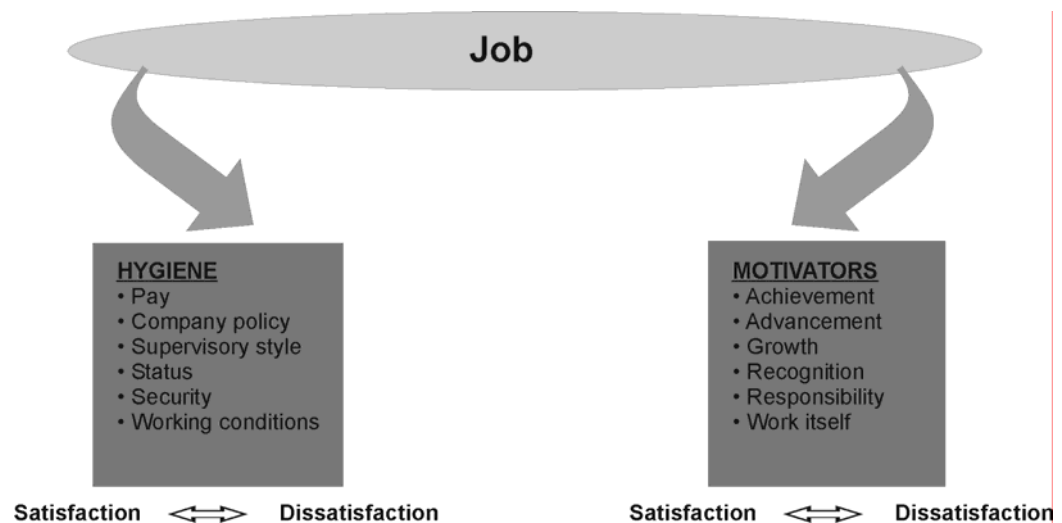 Job
HYGIENE
• Pay
• Company policy
• Supervisory style
• Status
• Security
• Working conditions
MOTIVATORS
• Achievement
• Advancement
• Growth
• Recognition
• Responsibility
• Work itself
Satisfaction Dissatisfaction
Satisfaction Dissatisfaction